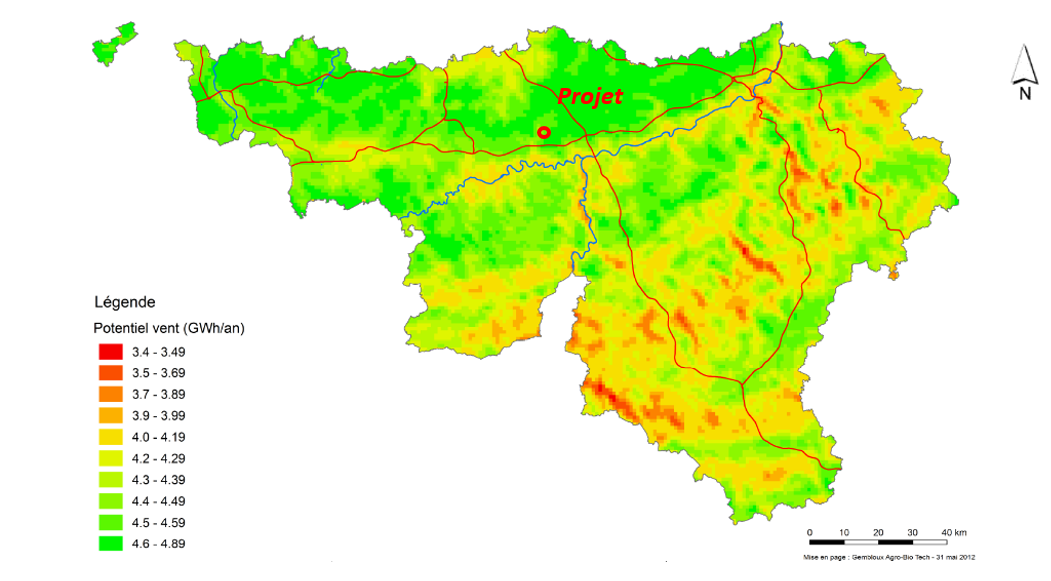 Projet
N
Légende
Potentiel vent (GWh/an)
3.4 - 3.49
3.5 - 3.69
3.7 - 3.89
3.9 - 3.99
4.0 - 4.19
4.2 - 4.29
4.3 - 4.39
4.4 - 4.49
4.5 - 4.59
4.6 - 4.89
0 10 20 30 40 km
Mise en page : Gembloux Agro-Bio Tech - 31 mai 2012